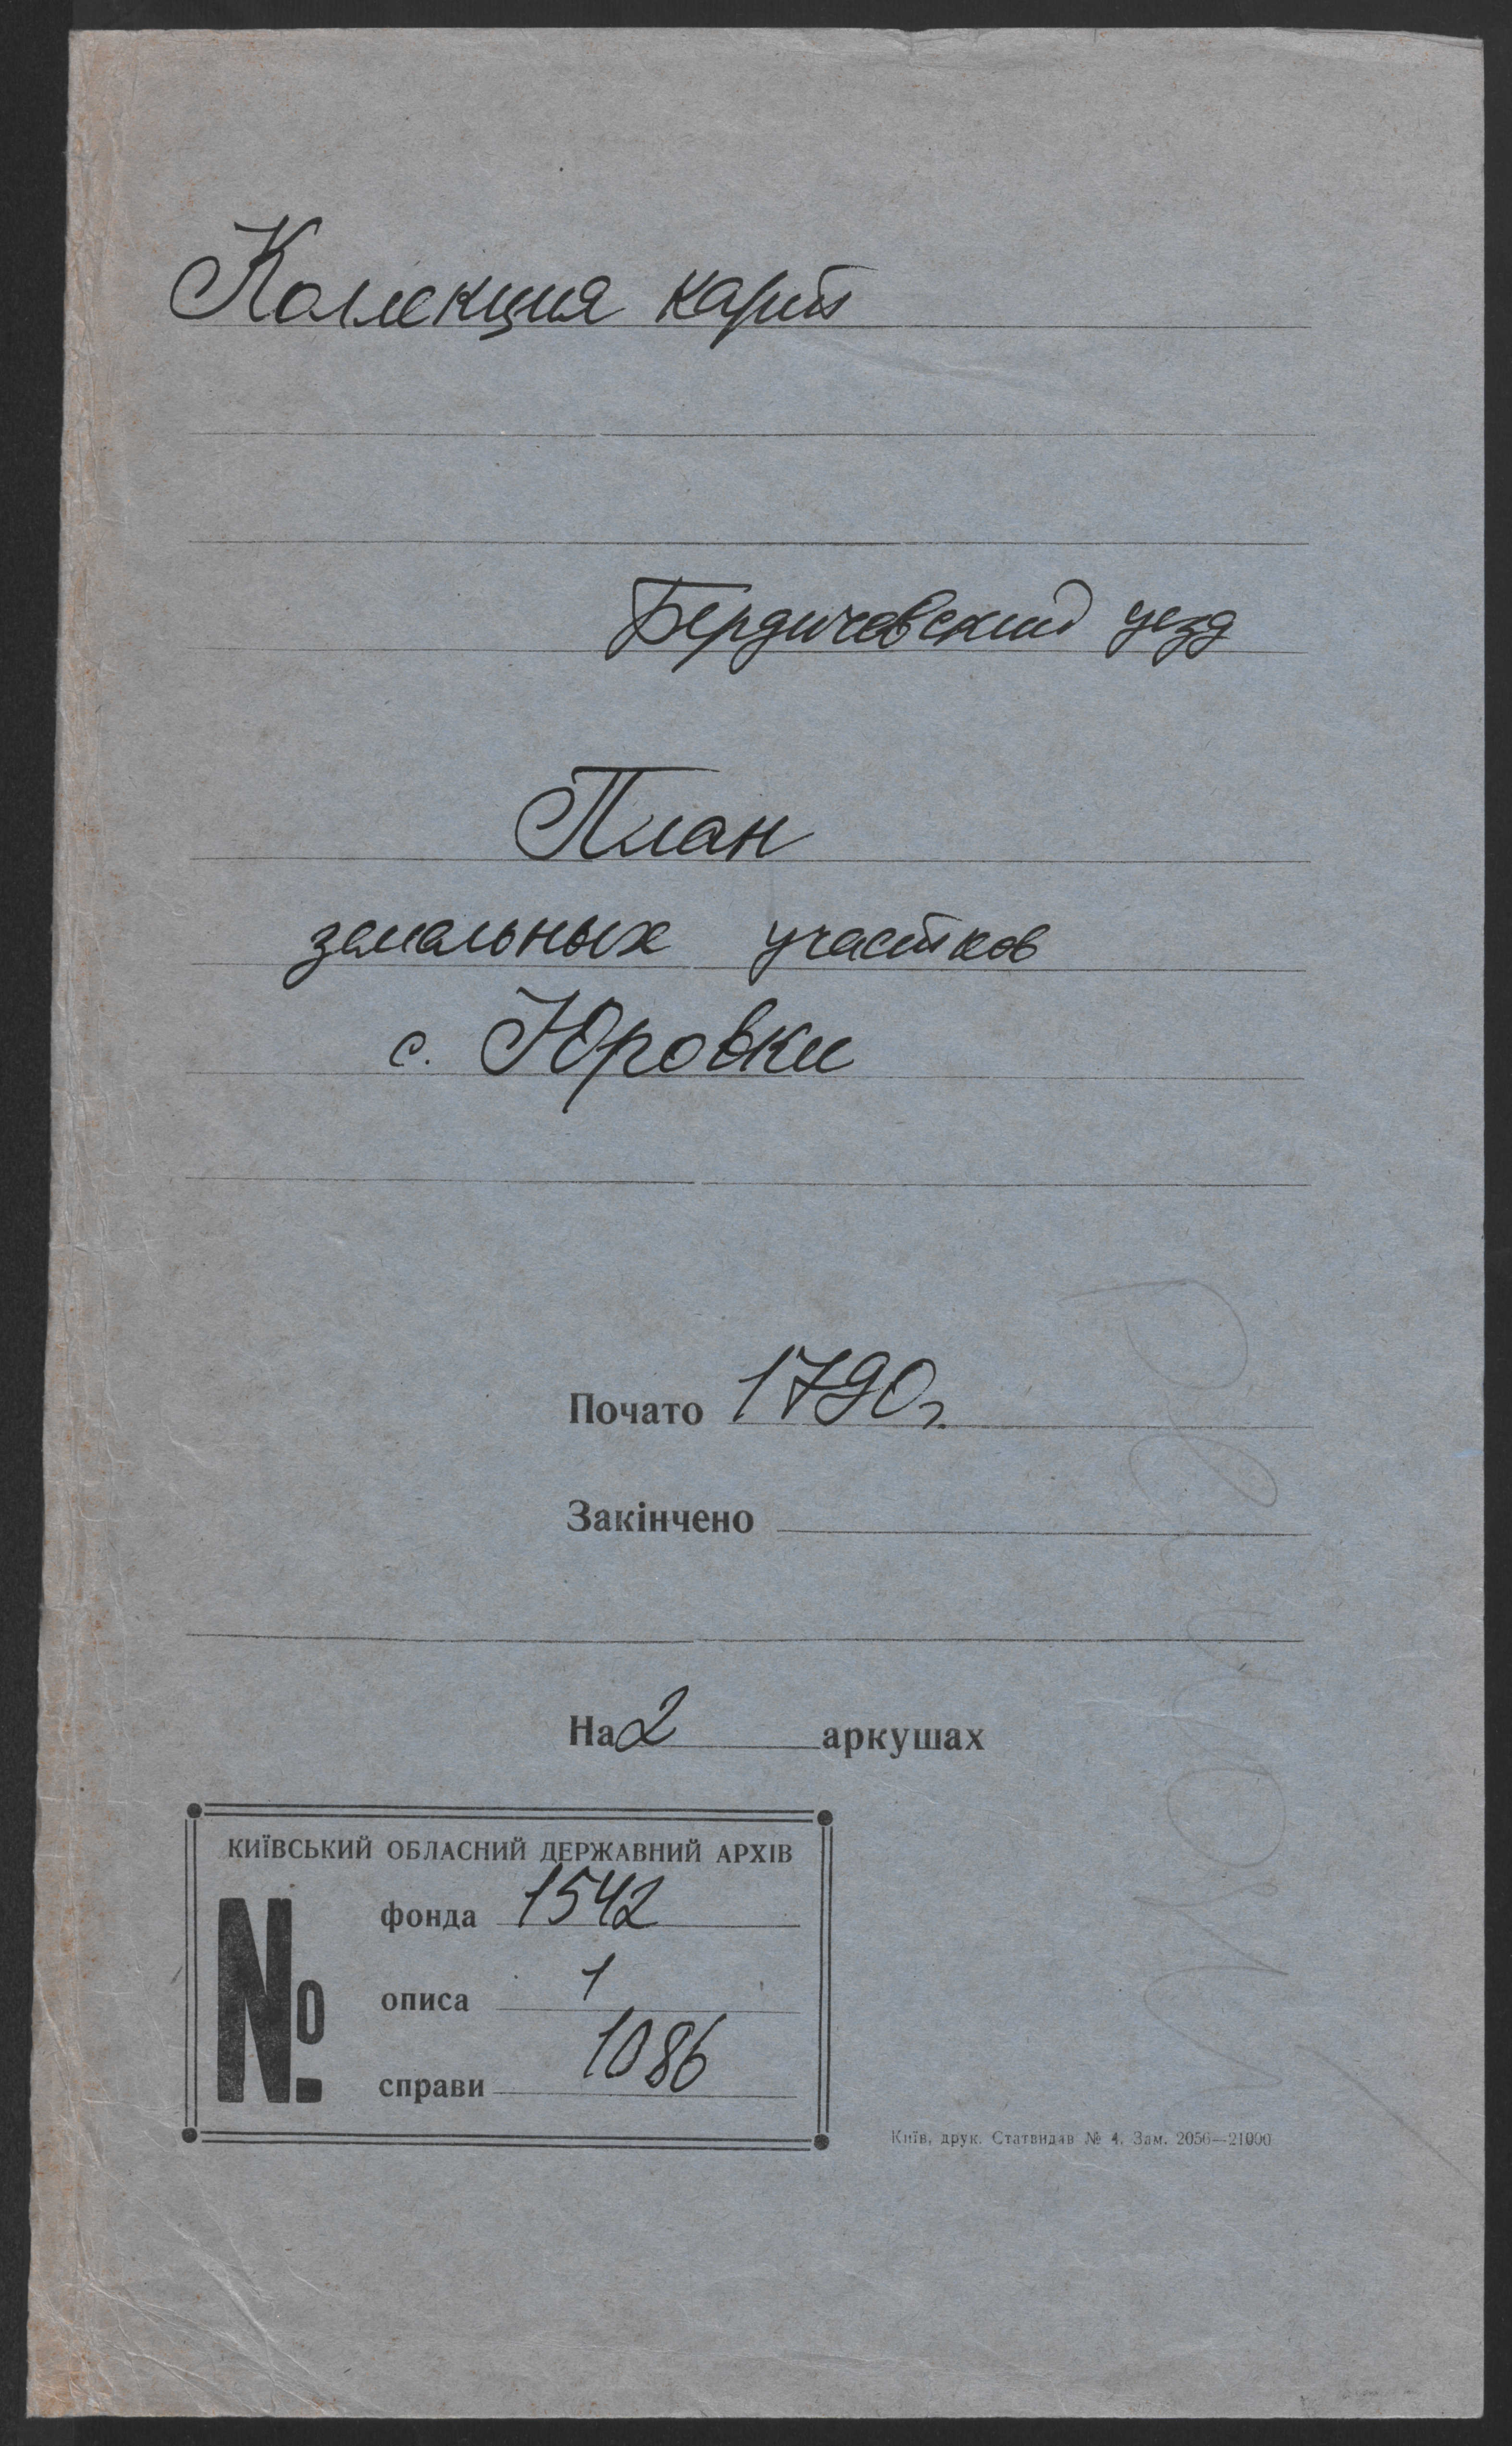 Коллекция карт
Бердичевский уезд
План
земельных участков
с. Юровки
Почато 1790 г.
Закінчено
На 2 аркушах
КИЇВСЬКИЙ ОБЛАСНИЙ ДЕРЖАВНИЙ АРХІВ
№
фонда 1542
описа 1
справи 1086
Київ, друк. Статвидав № 4. Зам. 2056—21000